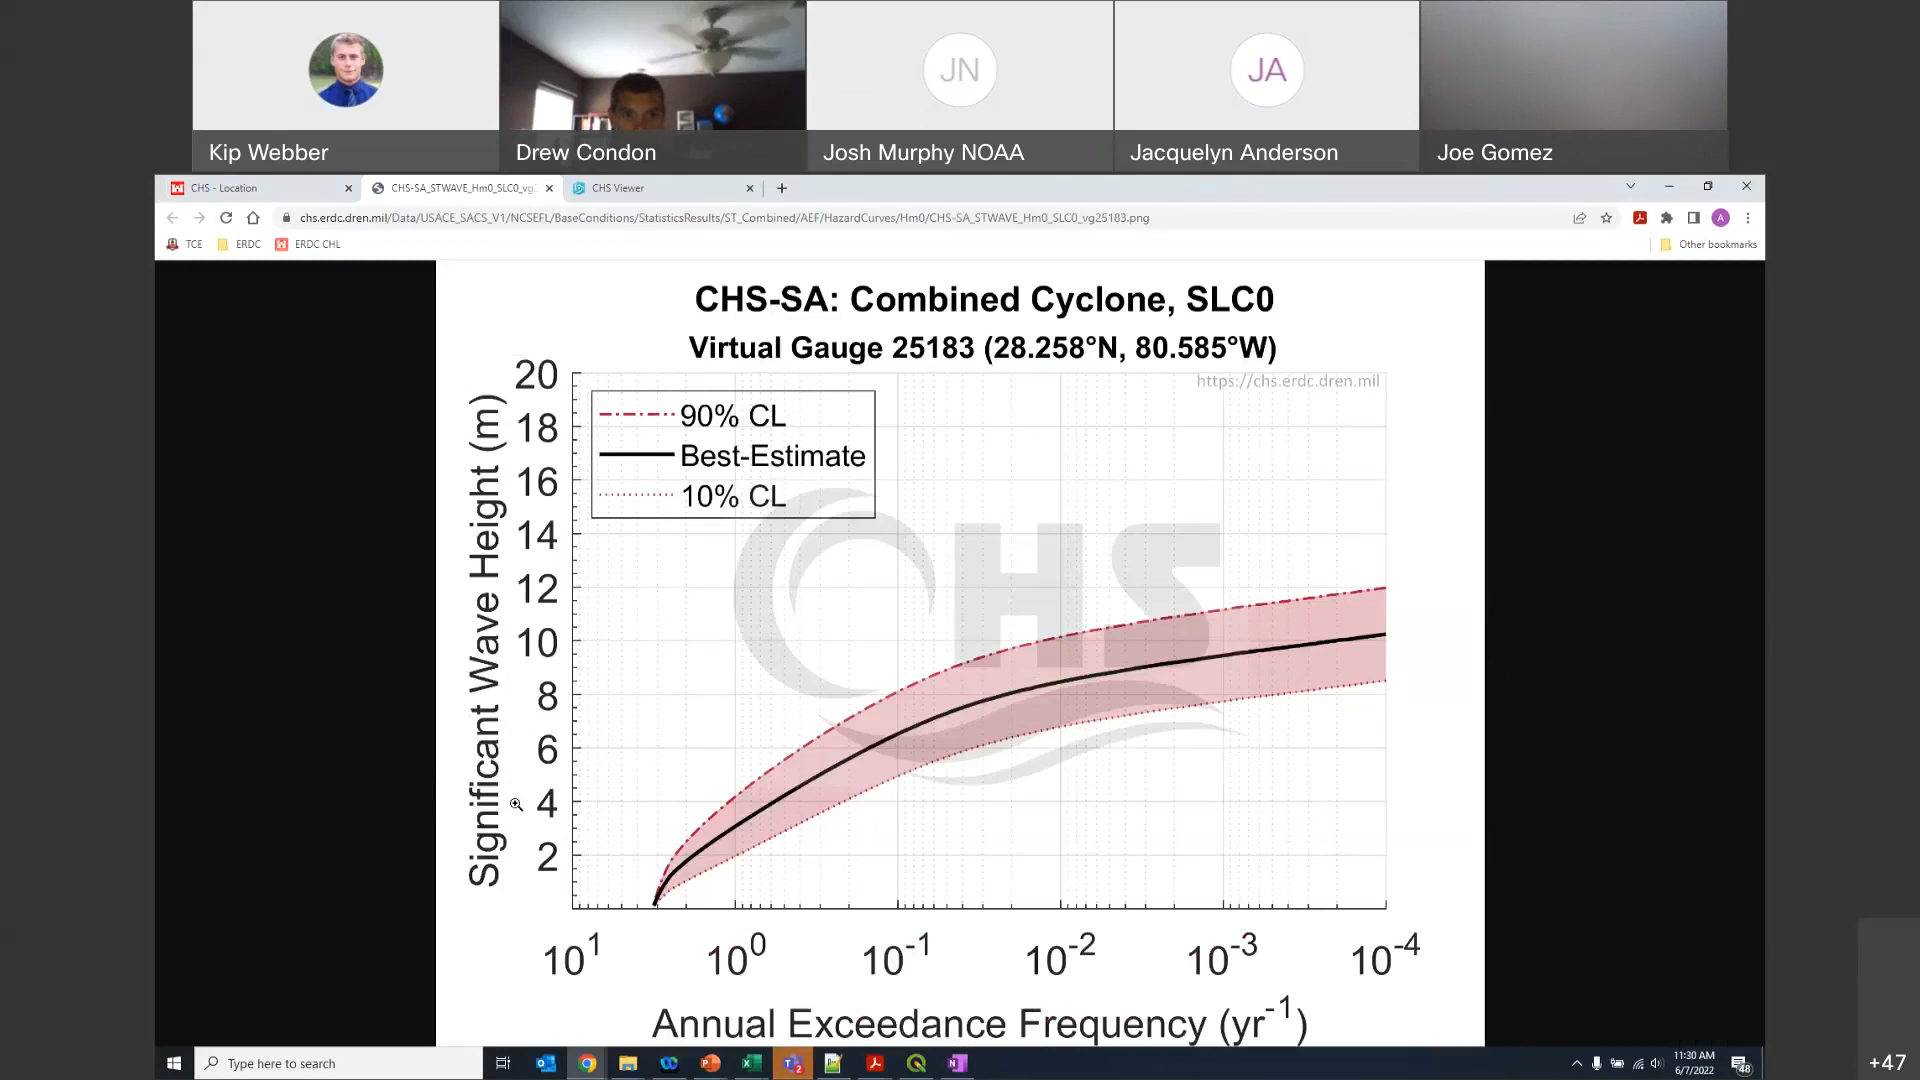 JN
JA
Kip Webber
Drew Condon
Josh Murphy NOAA
Jacquelyn Anderson
Joe Gomez
CHS - Location
CHS-SA_STWAVE_Hm0_SLC0_vg2
CHS Viewer
chs.erdc.dren.mil/Data/USACE_SACS_V1/NCSEFL/BaseConditions/StatisticsResults/ST_Combined/AEF/HazardCurves/Hm0/CHS-SA_STWAVE_Hm0_SLC0_vg25183.png
A
TCE
ERDC
ERDC CHL
Other bookmarks
CHS-SA: Combined Cyclone, SLC0
Virtual Gauge 25183 (28.258°N, 80.585°W)
https://chs.erdc.dren.mil
90% CL
Best-Estimate
10% CL
CHS
Significant Wave Height (m)
20
18
16
14
12
10
8
6
4
2
10^1 10^0 10^-1 10^-2 10^-3 10^-4
Annual Exceedance Frequency (yr^-1)
Type here to search
11:30 AM
6/7/2022
48
+47